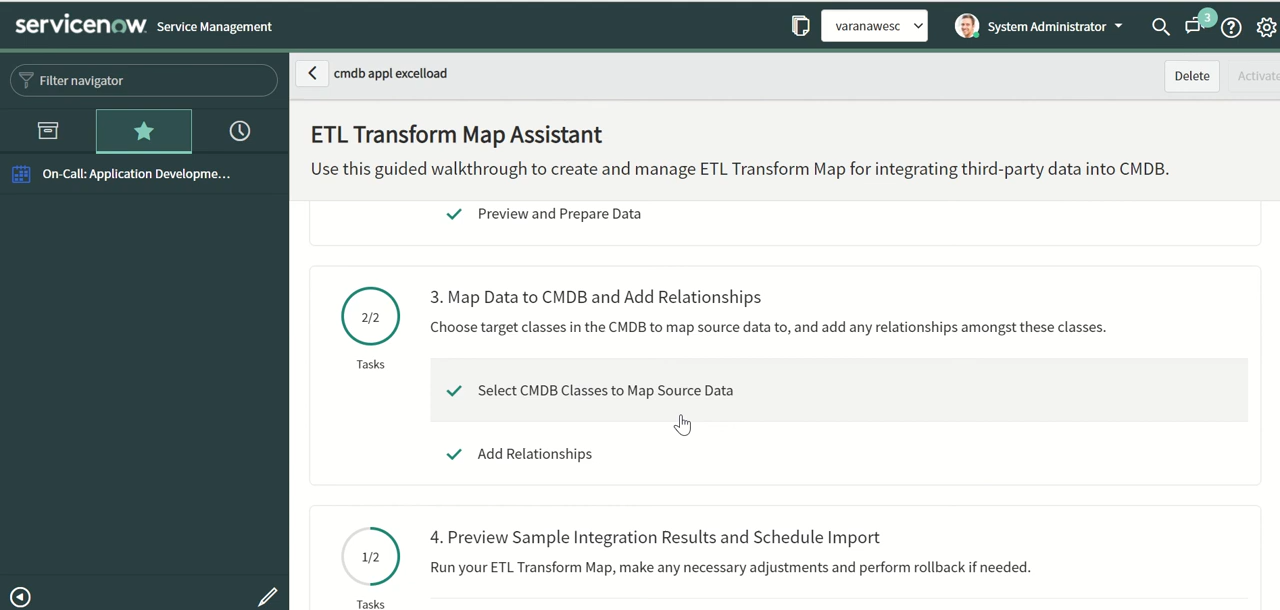 servicenow Service Management
varanawesc
System Administrator
3
Filter navigator
cmdb appl excelload
Delete
Activate
On-Call: Application Developme...
ETL Transform Map Assistant
Use this guided walkthrough to create and manage ETL Transform Map for integrating third-party data into CMDB.
Preview and Prepare Data
2/2
Tasks
3. Map Data to CMDB and Add Relationships
Choose target classes in the CMDB to map source data to, and add any relationships amongst these classes.
Select CMDB Classes to Map Source Data
Add Relationships
1/2
Tasks
4. Preview Sample Integration Results and Schedule Import
Run your ETL Transform Map, make any necessary adjustments and perform rollback if needed.